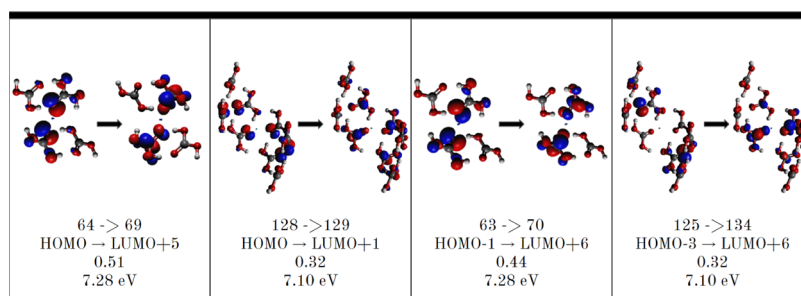 64 -> 69
HOMO → LUMO+5
0.51
7.28 eV
128 ->129
HOMO → LUMO+1
0.32
7.10 eV
63 -> 70
HOMO-1 → LUMO+6
0.44
7.28 eV
125 ->134
HOMO-3 → LUMO+6
0.32
7.10 eV